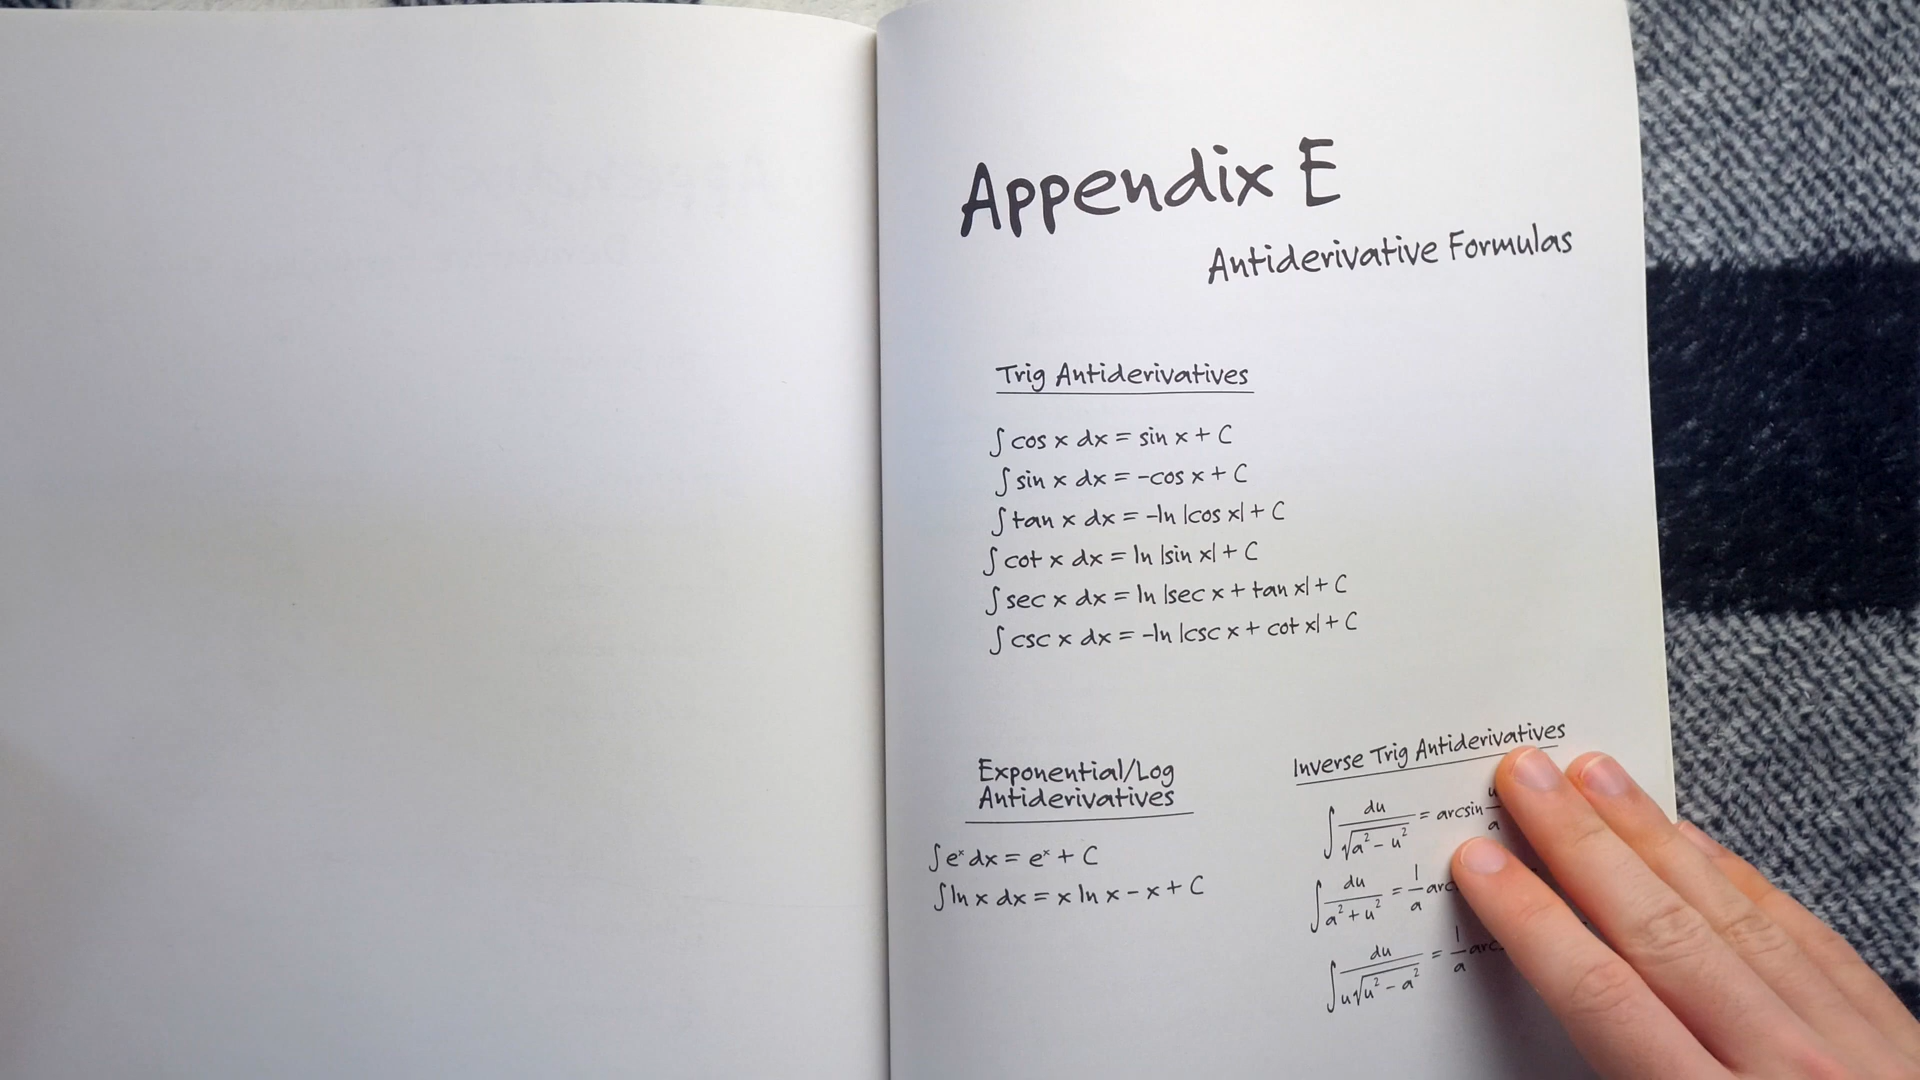 Appendix E
Antiderivative Formulas
Trig Antiderivatives
∫ cos x dx = sin x + C
∫ sin x dx = -cos x + C
∫ tan x dx = -ln |cos x| + C
∫ cot x dx = ln |sin x| + C
∫ sec x dx = ln |sec x + tan x| + C
∫ csc x dx = -ln |csc x + cot x| + C
Exponential/Log
Antiderivatives
∫ eˣ dx = eˣ + C
∫ ln x dx = x ln x - x + C
Inverse Trig Antiderivatives
∫ du/√(a² - u²) = arcsin u/a
∫ du/(a² + u²) = 1/a arc
∫ du/(u√(u² - a²)) = 1/a arc